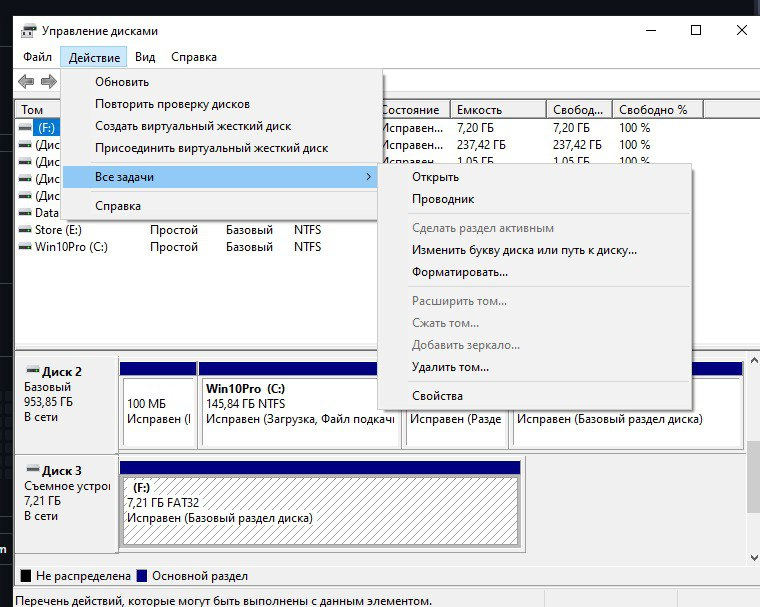 Управление дисками
Файл Действие Вид Справка
Обновить
Повторить проверку дисков
Создать виртуальный жесткий диск
Присоединить виртуальный жесткий диск
Все задачи
Справка
Открыть
Проводник
Сделать раздел активным
Изменить букву диска или путь к диску...
Форматировать...
Расширить том...
Сжать том...
Добавить зеркало...
Удалить том...
Свойства
Том Состояние Емкость Свобод... Свободно %
(F:) Исправен... 7,20 ГБ 7,20 ГБ 100 %
(Дис Исправен... 237,42 ГБ 237,42 ГБ 100 %
(Дис Исправен... 1,05 ГБ 1,05 ГБ 100 %
(Дис
(Дис
Data
Store (E:) Простой Базовый NTFS
Win10Pro (C:) Простой Базовый NTFS
Диск 2
Базовый
953,85 ГБ
В сети
100 МБ
Исправен (
Win10Pro (C:)
145,84 ГБ NTFS
Исправен (Загрузка, Файл подкач
Исправен (Разде
Исправен (Базовый раздел диска)
Диск 3
Съемное устро
7,21 ГБ
В сети
(F:)
7,21 ГБ FAT32
Исправен (Базовый раздел диска)
Не распределена Основной раздел
Перечень действий, которые могут быть выполнены с данным элементом.